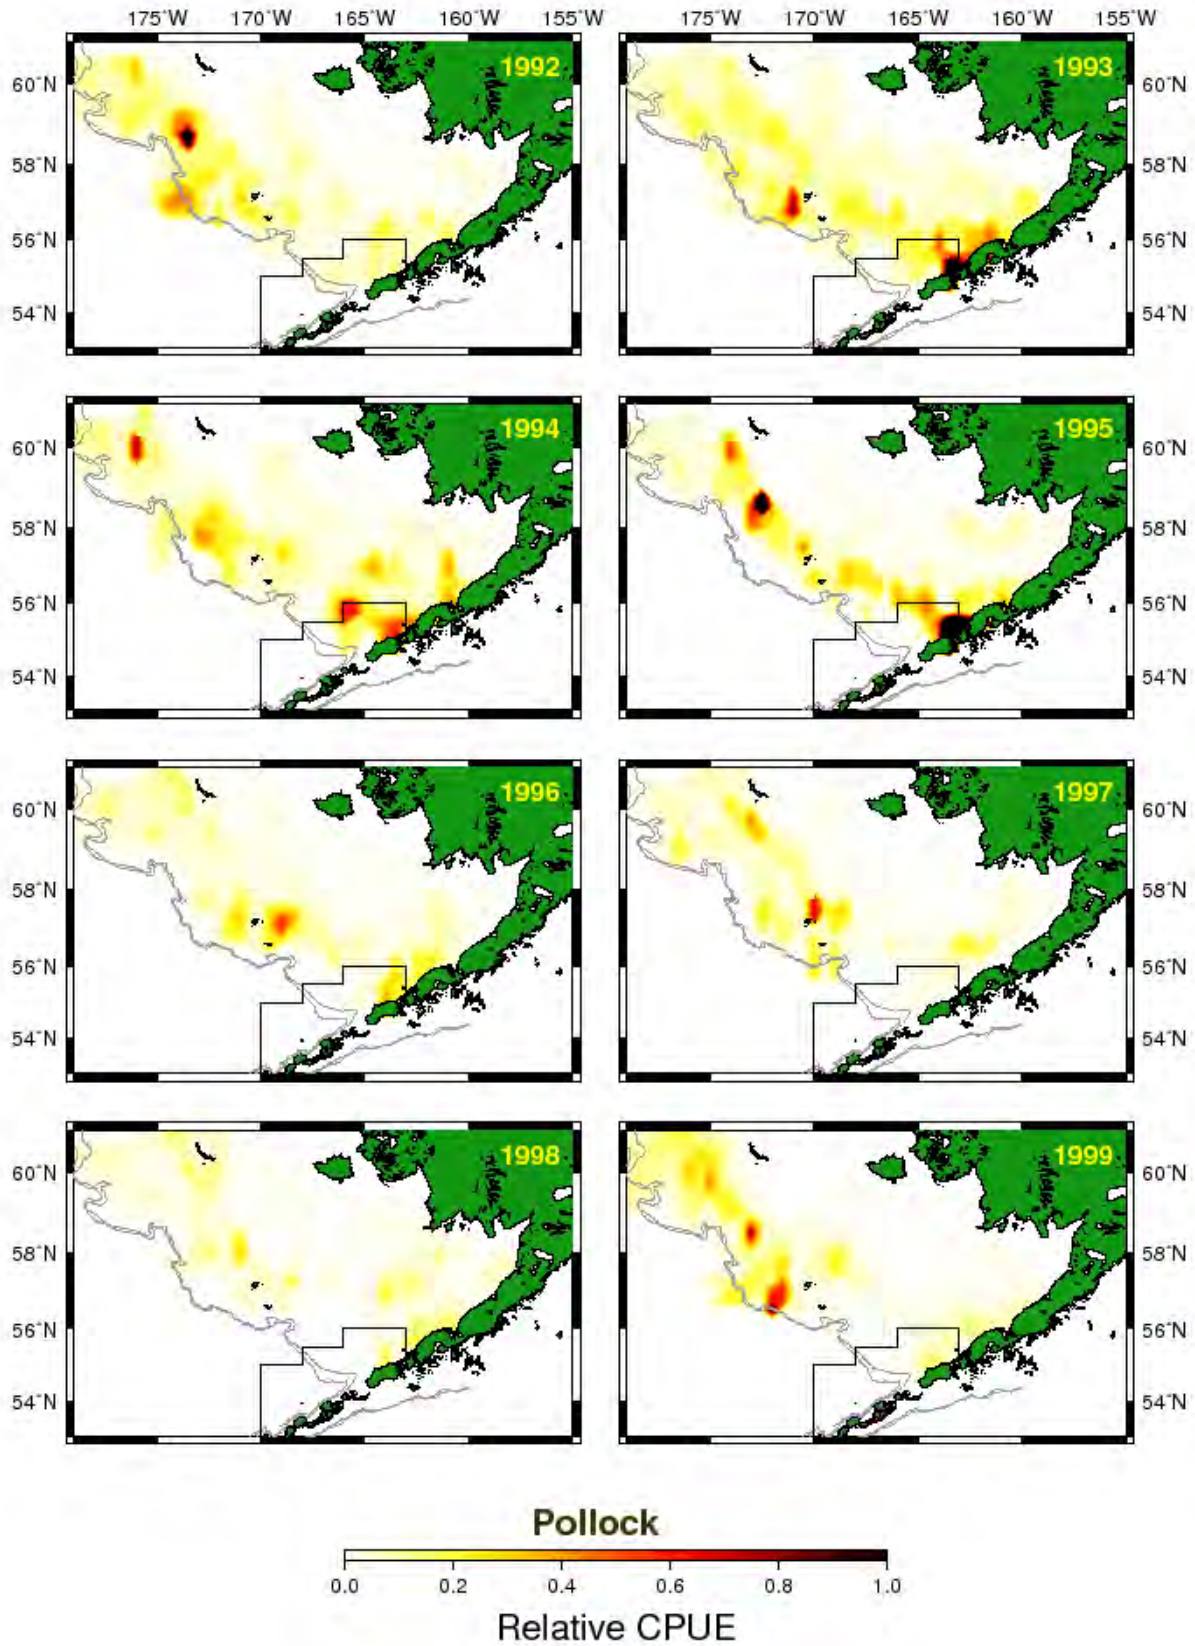 175˚W 170˚W 165˚W 160˚W 175˚W 170˚W 165˚W 160˚W 155˚W
1992 1993
60˚N 60˚N
58˚N 58˚N
56˚N 56˚N
54˚N 54˚N
1994 1995
60˚N 60˚N
58˚N 58˚N
56˚N 56˚N
54˚N 54˚N
1996 1997
60˚N 60˚N
58˚N 58˚N
56˚N 56˚N
54˚N 54˚N
1998 1999
60˚N 60˚N
58˚N 58˚N
56˚N 56˚N
54˚N 54˚N
Pollock
0.0 0.2 0.4 0.6 0.8 1.0
Relative CPUE